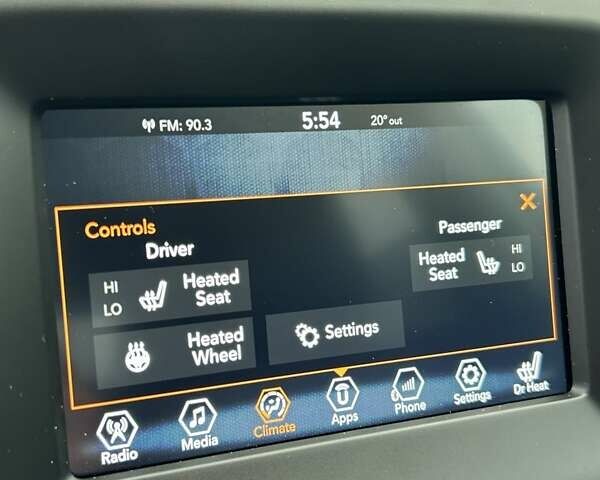 FM: 90.3 5:54 20° out
Controls
Driver
Passenger
HI
LO
Heated
Seat
Heated
Seat
HI
LO
Heated
Wheel
Settings
Radio
Media
Climate
Apps
Phone
Settings
Dr Heat